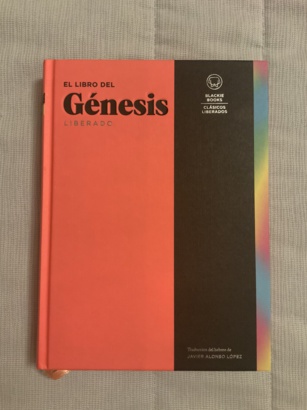 EL LIBRO DEL
Génesis
LIBERADO
BLACKIE
BOOKS
CLÁSICOS
LIBERADOS
Traducción del hebreo de
JAVIER ALONSO LÓPEZ